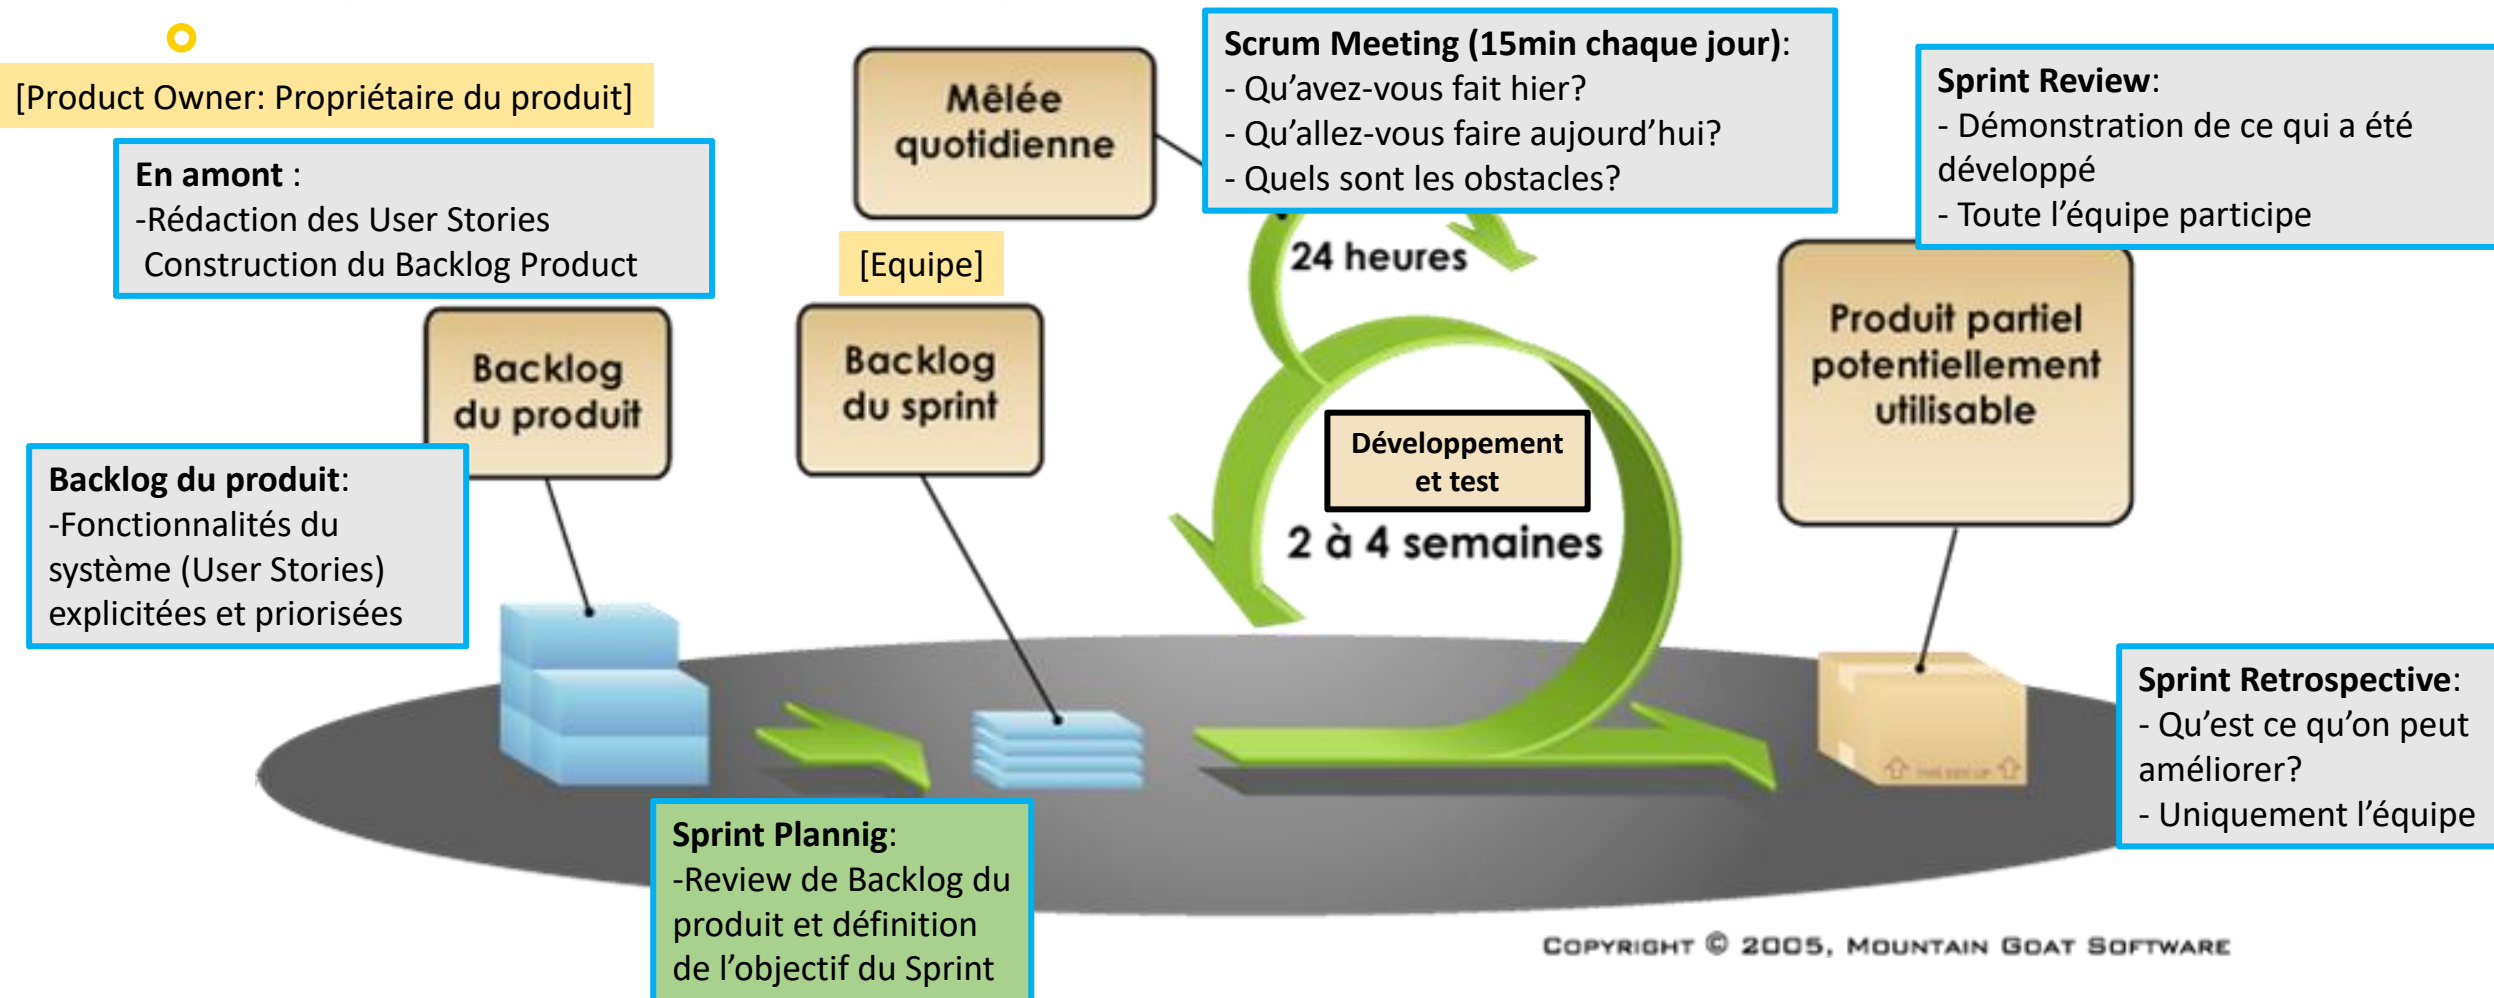 [Product Owner: Propriétaire du produit]
En amont :
-Rédaction des User Stories
Construction du Backlog Product
Mêlée
quotidienne
Scrum Meeting (15min chaque jour):
- Qu’avez-vous fait hier?
- Qu’allez-vous faire aujourd’hui?
- Quels sont les obstacles?
Sprint Review:
- Démonstration de ce qui a été
développé
- Toute l’équipe participe
[Equipe]
24 heures
Backlog
du produit
Backlog
du sprint
Produit partiel
potentiellement
utilisable
Développement
et test
2 à 4 semaines
Backlog du produit:
-Fonctionnalités du
système (User Stories)
explicitées et priorisées
Sprint Retrospective:
- Qu’est ce qu’on peut
améliorer?
- Uniquement l’équipe
THIS SIDE UP
Sprint Plannig:
-Review de Backlog du
produit et définition
de l’objectif du Sprint
COPYRIGHT © 2005, MOUNTAIN GOAT SOFTWARE